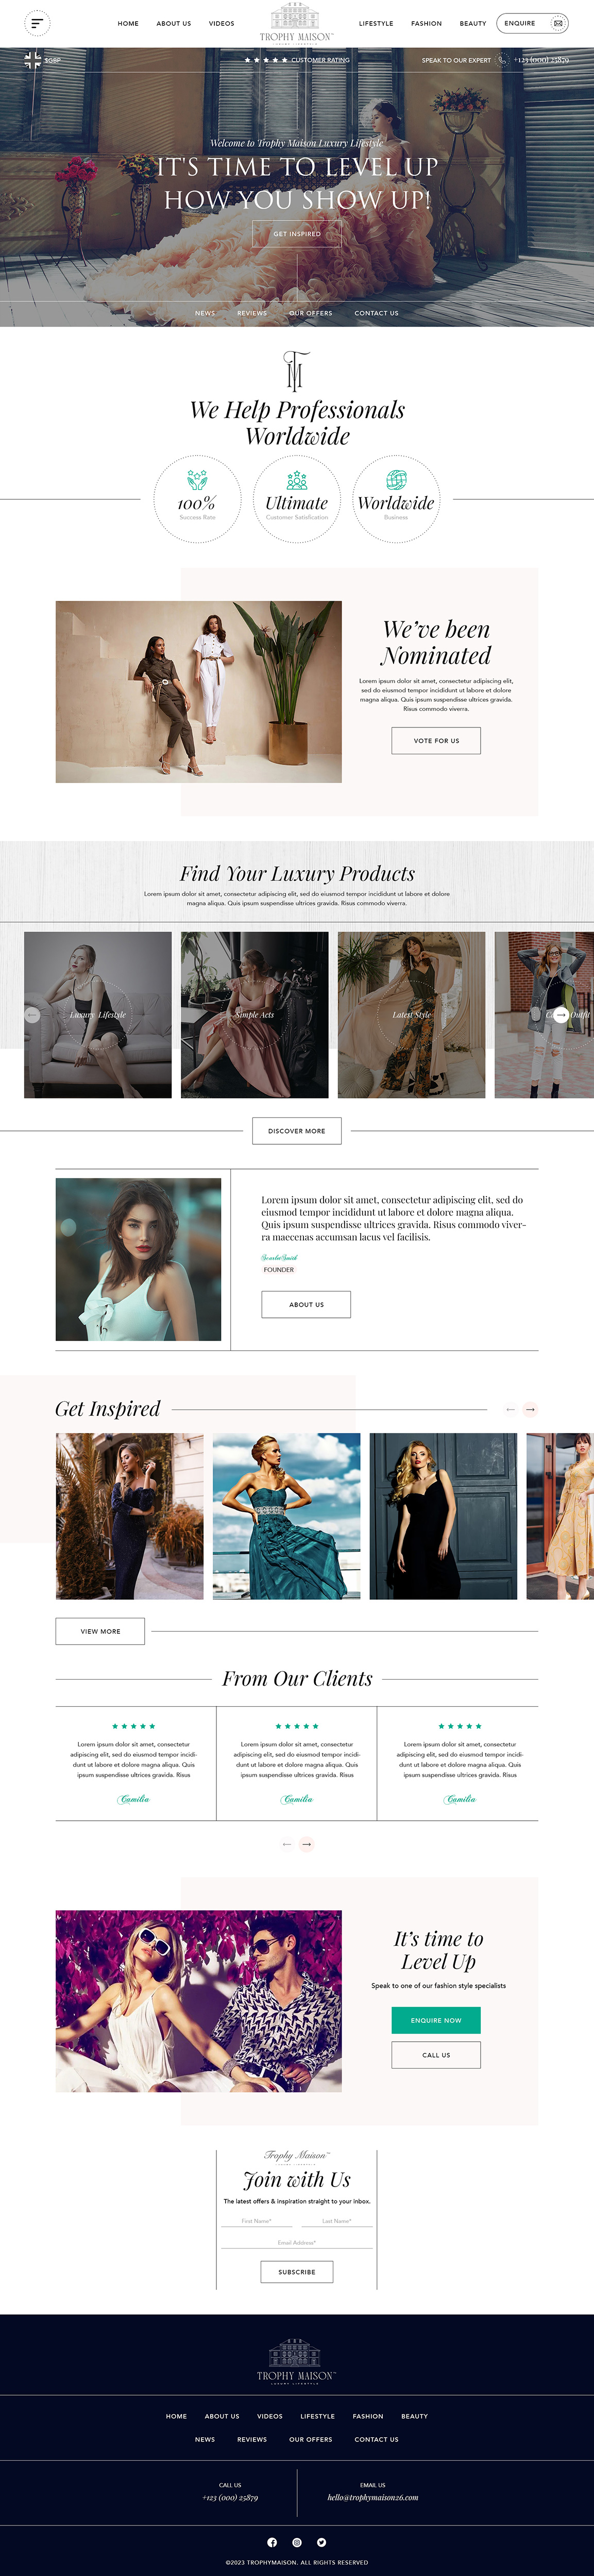 HOME ABOUT US VIDEOS
TROPHY MAISON™
LUXURY LIFESTYLE
LIFESTYLE FASHION BEAUTY ENQUIRE
$GBP
CUSTOMER RATING
SPEAK TO OUR EXPERT +123 (000) 25879
Welcome to Trophy Maison Luxury Lifestyle
IT'S TIME TO LEVEL UP
HOW YOU SHOW UP!
GET INSPIRED
NEWS REVIEWS OUR OFFERS CONTACT US
We Help Professionals
Worldwide
100%
Success Rate
Ultimate
Customer Satisfication
Worldwide
Business
We've been
Nominated
Lorem ipsum dolor sit amet, consectetur adipiscing elit,
sed do eiusmod tempor incididunt ut labore et dolore
magna aliqua. Quis ipsum suspendisse ultrices gravida.
Risus commodo viverra.
VOTE FOR US
Find Your Luxury Products
Lorem ipsum dolor sit amet, consectetur adipiscing elit, sed do eiusmod tempor incididunt ut labore et dolore
magna aliqua. Quis ipsum suspendisse ultrices gravida. Risus commodo viverra.
Luxury Lifestyle
Simple Acts
Latest Style
Outfit
DISCOVER MORE
Lorem ipsum dolor sit amet, consectetur adipiscing elit, sed do
eiusmod tempor incididunt ut labore et dolore magna aliqua.
Quis ipsum suspendisse ultrices gravida. Risus commodo viver-
ra maecenas accumsan lacus vel facilisis.
FOUNDER
ABOUT US
Get Inspired
VIEW MORE
From Our Clients
Lorem ipsum dolor sit amet, consectetur
adipiscing elit, sed do eiusmod tempor incidi-
dunt ut labore et dolore magna aliqua. Quis
ipsum suspendisse ultrices gravida. Risus
Camilia
Lorem ipsum dolor sit amet, consectetur
adipiscing elit, sed do eiusmod tempor incidi-
dunt ut labore et dolore magna aliqua. Quis
ipsum suspendisse ultrices gravida. Risus
Camilia
Lorem ipsum dolor sit amet, consectetur
adipiscing elit, sed do eiusmod tempor incidi-
dunt ut labore et dolore magna aliqua. Quis
ipsum suspendisse ultrices gravida. Risus
Camilia
It's time to
Level Up
Speak to one of our fashion style specialists
ENQUIRE NOW
CALL US
Trophy Maison™
LUXURY LIFESTYLE
Join with Us
The latest offers & inspiration straight to your inbox.
First Name* Last Name*
Email Address*
SUBSCRIBE
TROPHY MAISON™
LUXURY LIFESTYLE
HOME ABOUT US VIDEOS LIFESTYLE FASHION BEAUTY
NEWS REVIEWS OUR OFFERS CONTACT US
CALL US
+123 (000) 25879
EMAIL US
hello@trophymaison26.com
©2023 TROPHYMAISON. ALL RIGHTS RESERVED